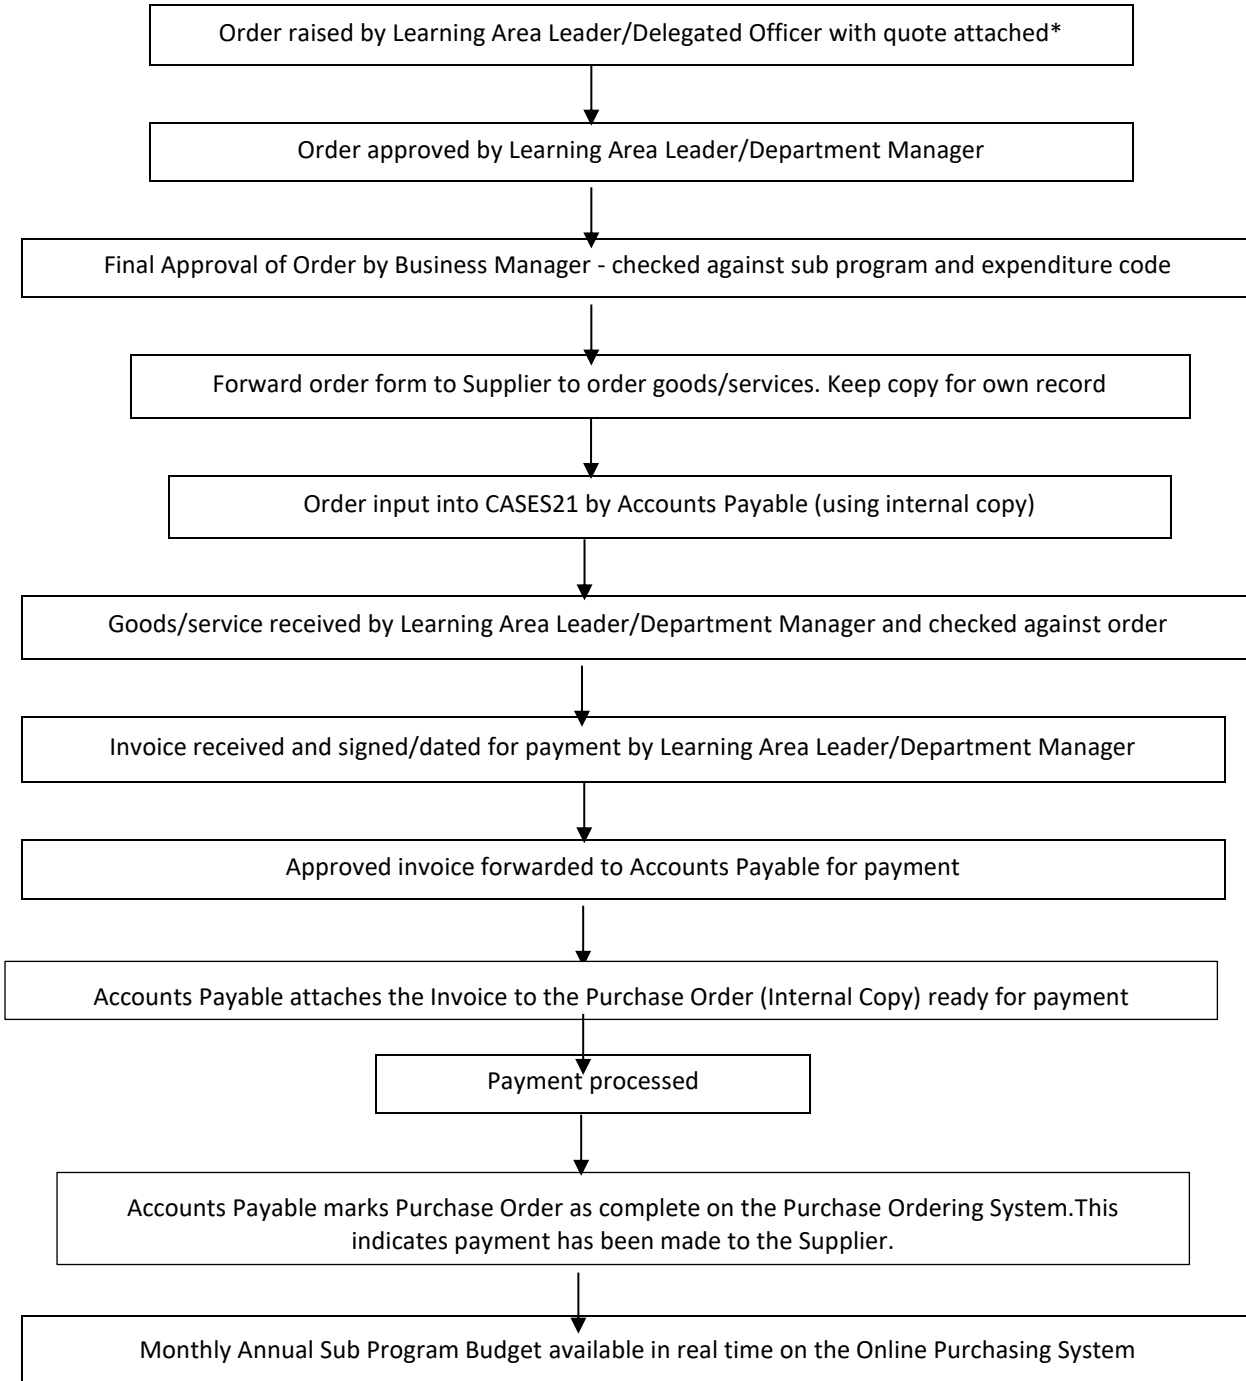 Order raised by Learning Area Leader/Delegated Officer with quote attached*
Order approved by Learning Area Leader/Department Manager
Final Approval of Order by Business Manager - checked against sub program and expenditure code
Forward order form to Supplier to order goods/services. Keep copy for own record
Order input into CASES21 by Accounts Payable (using internal copy)
Goods/service received by Learning Area Leader/Department Manager and checked against order
Invoice received and signed/dated for payment by Learning Area Leader/Department Manager
Approved invoice forwarded to Accounts Payable for payment
Accounts Payable attaches the Invoice to the Purchase Order (Internal Copy) ready for payment
Payment processed
Accounts Payable marks Purchase Order as complete on the Purchase Ordering System.This
indicates payment has been made to the Supplier.
Monthly Annual Sub Program Budget available in real time on the Online Purchasing System